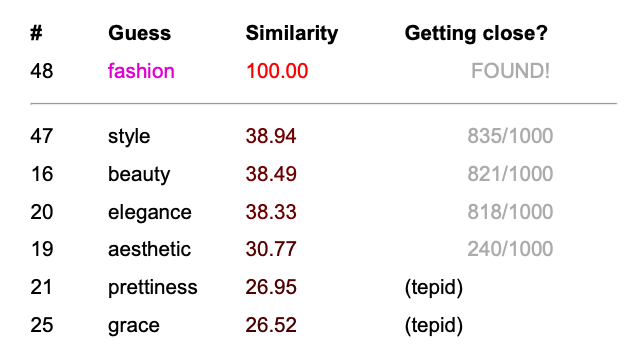 # Guess Similarity Getting close?
48 fashion 100.00 FOUND!
47 style 38.94 835/1000
16 beauty 38.49 821/1000
20 elegance 38.33 818/1000
19 aesthetic 30.77 240/1000
21 prettiness 26.95 (tepid)
25 grace 26.52 (tepid)